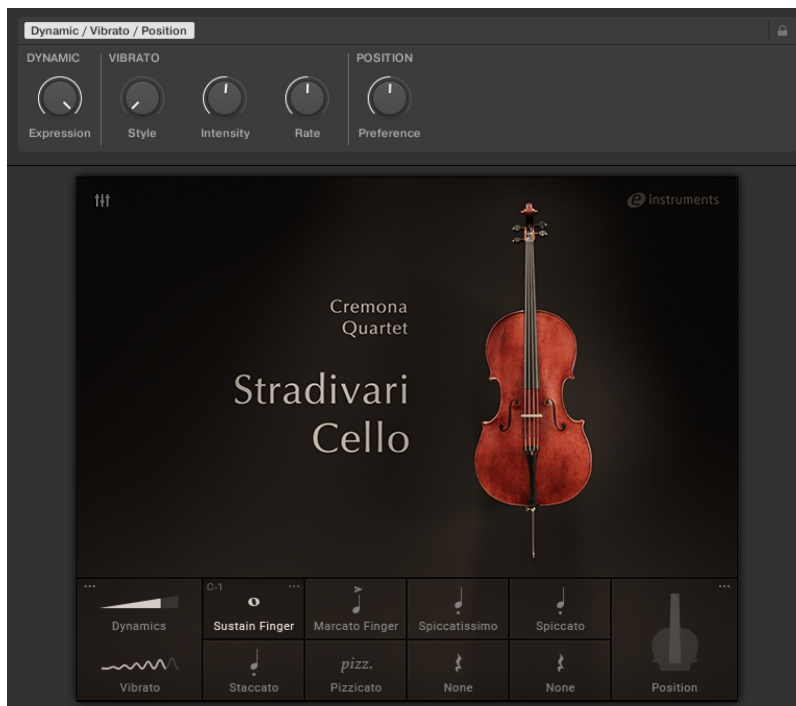 Dynamic / Vibrato / Position
DYNAMIC VIBRATO POSITION
Expression Style Intensity Rate Preference
e instruments
Cremona
Quartet
Stradivari
Cello
C-1
Dynamics Sustain Finger Marcato Finger Spiccatissimo Spiccato
pizz.
Vibrato Staccato Pizzicato None None Position